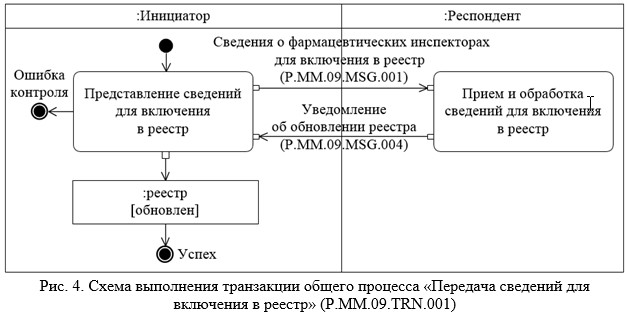 :Инициатор
:Респондент
Сведения о фармацевтических инспекторах
для включения в реестр
(P.MM.09.MSG.001)
Ошибка
контроля
Представление сведений
для включения
в реестр
Прием и обработка
сведений для включения
в реестр
Уведомление
об обновлении реестра
(P.MM.09.MSG.004)
:реестр
[обновлен]
Успех
Рис. 4. Схема выполнения транзакции общего процесса «Передача сведений для
включения в реестр» (P.MM.09.TRN.001)